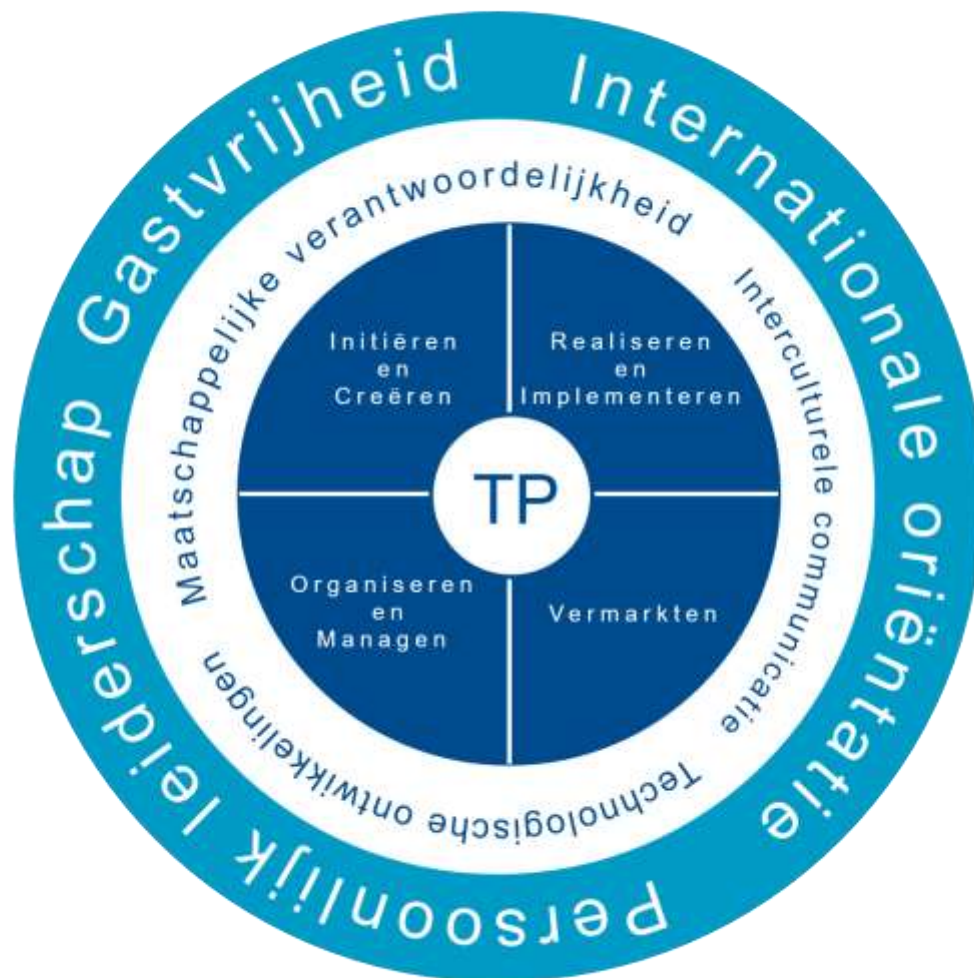 Gastvrijheid
Internationale oriëntatie
Persoonlijk leiderschap
Maatschappelijke verantwoordelijkheid
Interculturele communicatie
Technologische ontwikkelingen
Initiëren
en
Creëren
Realiseren
en
Implementeren
TP
Organiseren
en
Managen
Vermarkten